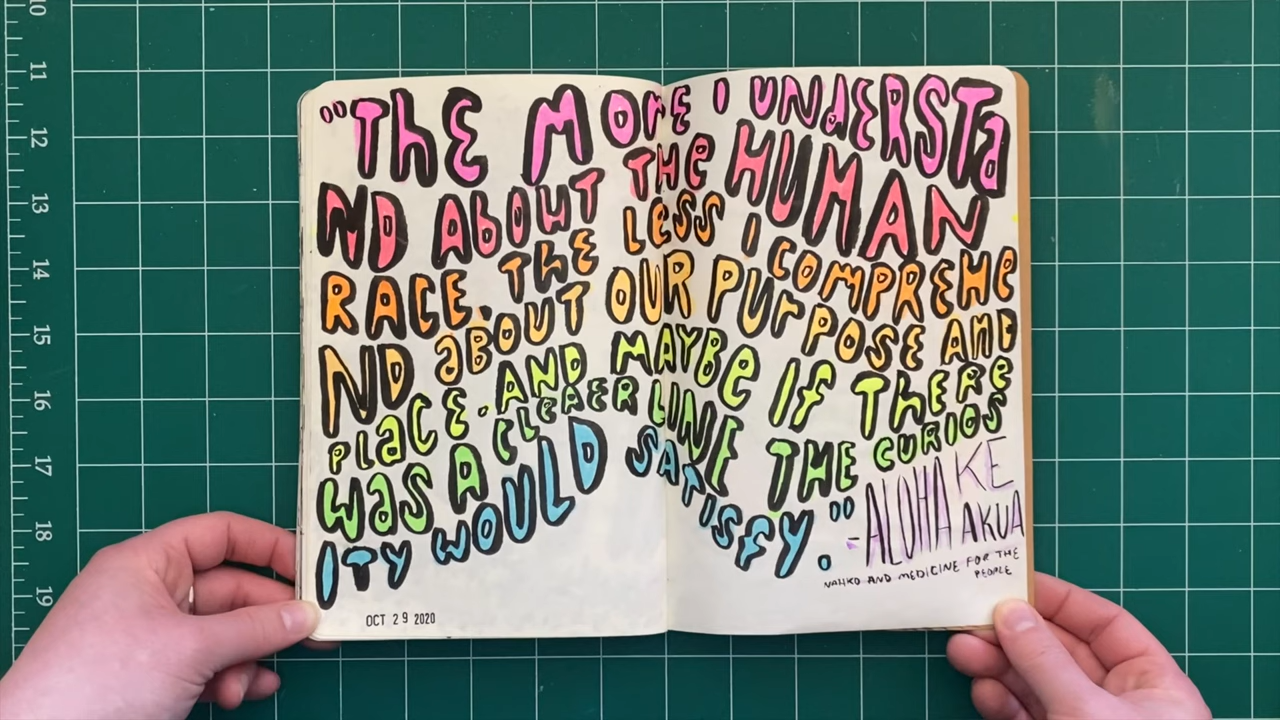 10
11
12
13
14
15
16
17
18
19
"The MOrE I UNdERSTa
ND AbOUT THe HUMAN
RACE. ThE LESS I COMPREHE
ND aBOUT OUR PUrPOSE AND
PLaCE. AND MAYBe If THeRe
WaS A CLEAER LINE THE CURIOS
ITY WOULD SATISfY."
-ALOHA KE
AKUA
NAHKO AND MEDICINE FOR THE
PEOPLE
OCT 29 2020